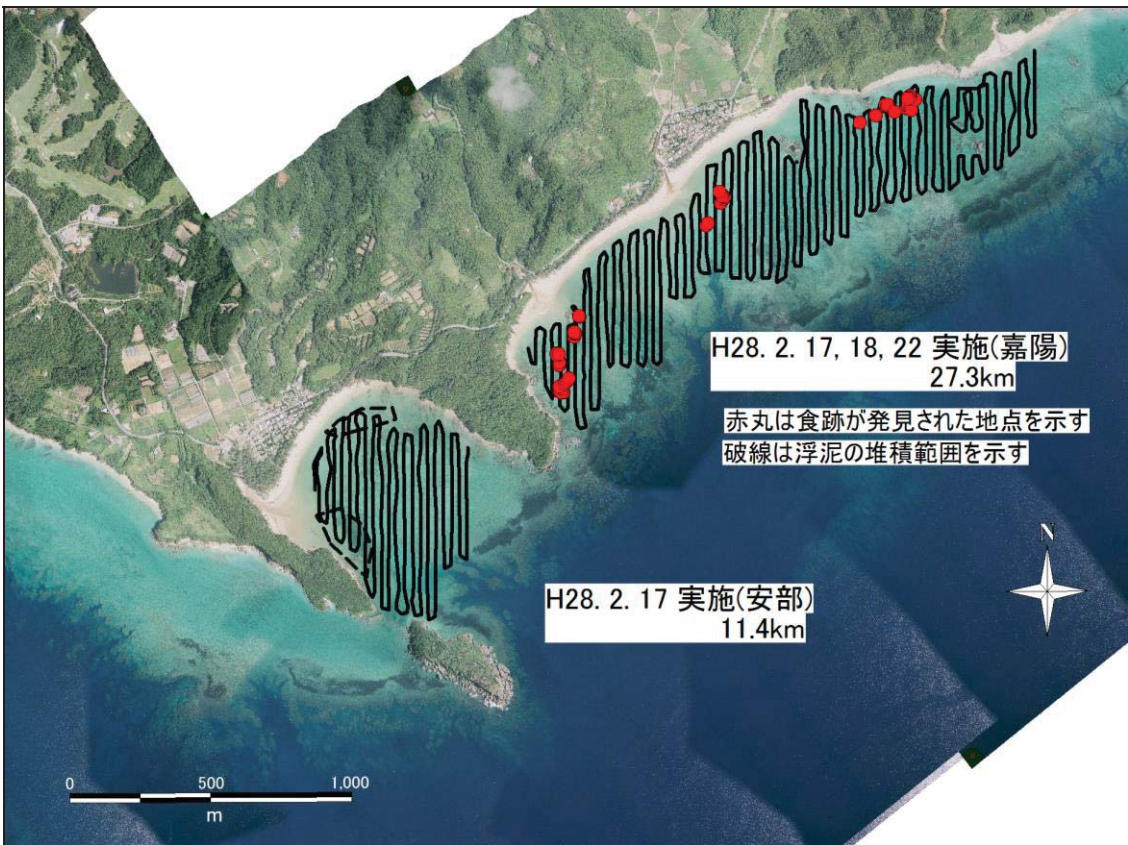 H28. 2. 17, 18, 22 実施(嘉陽)
27.3km
赤丸は食跡が発見された地点を示す
破線は浮泥の堆積範囲を示す
N
H28. 2. 17 実施(安部)
11.4km
0 500 1,000
m